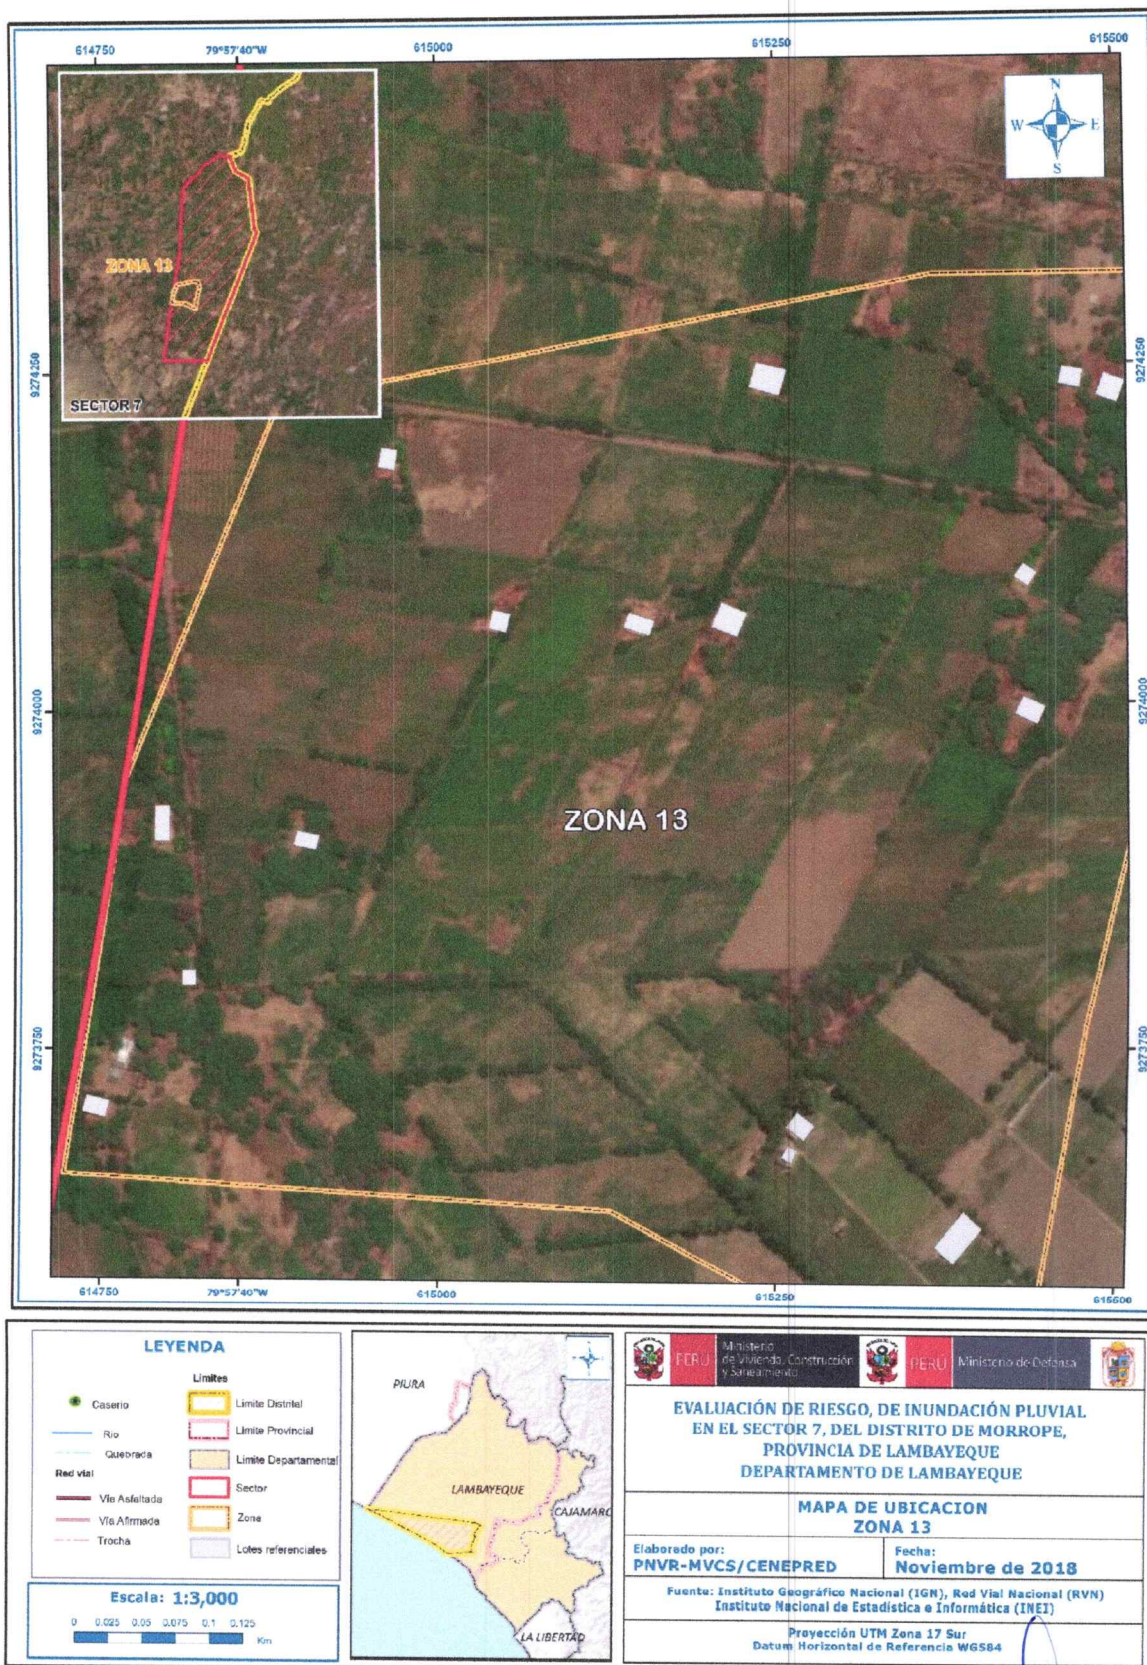 614750
79°57'40"W
615000
615250
615500
N
W
E
S
ZONA 13
SECTOR 7
9274250
9274250
9274000
9274000
ZONA 13
9273750
9273750
614750
79°57'40"W
615000
615250
615500
LEYENDA
Caserio
Rio
Quebrada
Red vial
Via Asfaltada
Via Afirmada
Trocha
Limites
Limite Distrital
Limite Provincial
Limite Departamental
Sector
Zona
Lotes referenciales
Escala: 1:3,000
0 0.025 0.05 0.075 0.1 0.125
Km
PIURA
LAMBAYEQUE
CAJAMARC
LA LIBERTAD
PERÚ
Ministerio
de Vivienda, Construcción
y Saneamiento
PERÚ
Ministerio de Defensa
EVALUACIÓN DE RIESGO, DE INUNDACIÓN PLUVIAL
EN EL SECTOR 7, DEL DISTRITO DE MORROPE,
PROVINCIA DE LAMBAYEQUE
DEPARTAMENTO DE LAMBAYEQUE
MAPA DE UBICACION
ZONA 13
Elaborado por:
PNVR-MVCS/CENEPRED
Fecha:
Noviembre de 2018
Fuente: Instituto Geográfico Nacional (IGN), Red Vial Nacional (RVN)
Instituto Nacional de Estadística e Informática (INEI)
Proyección UTM Zona 17 Sur
Datum Horizontal de Referencia WGS84